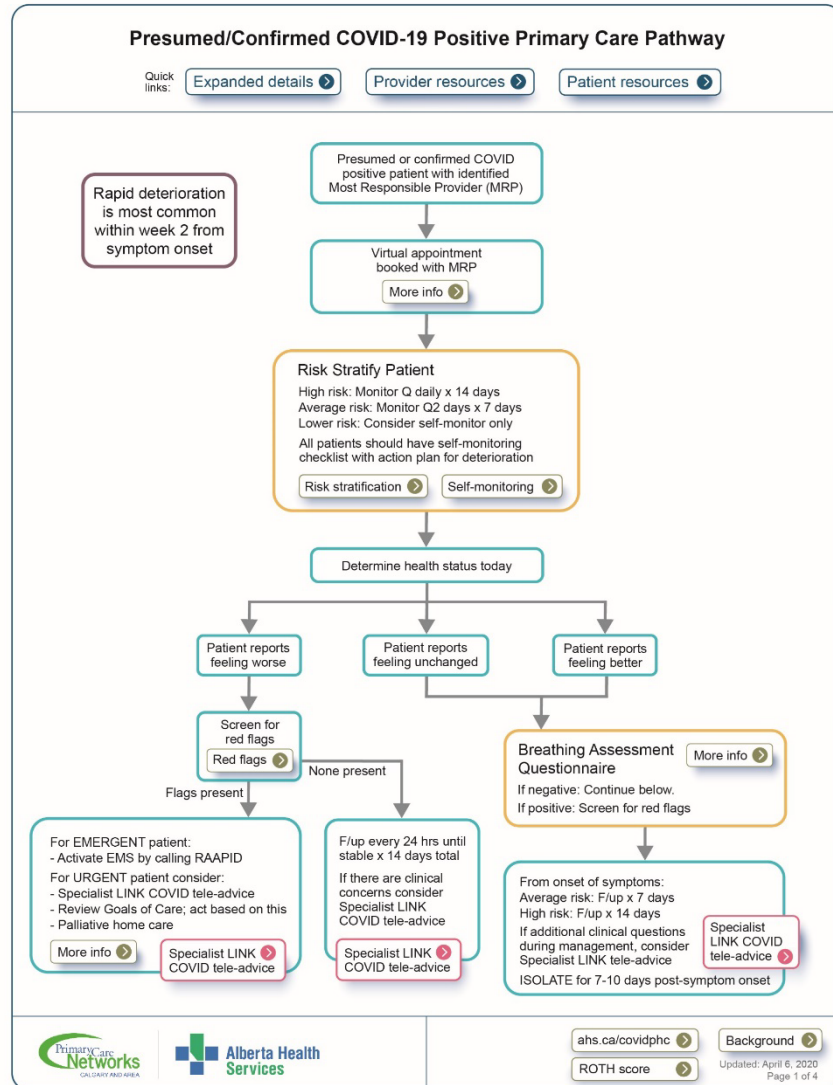 Presumed/Confirmed COVID-19 Positive Primary Care Pathway
Quick
links:
Expanded details
Provider resources
Patient resources
Rapid deterioration
is most common
within week 2 from
symptom onset
Presumed or confirmed COVID
positive patient with identified
Most Responsible Provider (MRP)
Virtual appointment
booked with MRP
More info
Risk Stratify Patient
High risk: Monitor Q daily x 14 days
Average risk: Monitor Q2 days x 7 days
Lower risk: Consider self-monitor only
All patients should have self-monitoring
checklist with action plan for deterioration
Risk stratification
Self-monitoring
Determine health status today
Patient reports
feeling worse
Patient reports
feeling unchanged
Patient reports
feeling better
Screen for
red flags
Red flags
None present
Flags present
Breathing Assessment
Questionnaire
More info
If negative: Continue below.
If positive: Screen for red flags
For EMERGENT patient:
- Activate EMS by calling RAAPID
For URGENT patient consider:
- Specialist LINK COVID tele-advice
- Review Goals of Care; act based on this
- Palliative home care
More info
Specialist LINK
COVID tele-advice
F/up every 24 hrs until
stable x 14 days total
If there are clinical
concerns consider
Specialist LINK
COVID tele-advice
Specialist LINK
COVID tele-advice
From onset of symptoms:
Average risk: F/up x 7 days
High risk: F/up x 14 days
If additional clinical questions
during management, consider
Specialist LINK tele-advice
ISOLATE for 7-10 days post-symptom onset
Specialist
LINK COVID
tele-advice
PrimaryCare
Networks
CALGARY AND AREA
Alberta Health
Services
ahs.ca/covidphc
Background
ROTH score
Updated: April 6, 2020
Page 1 of 4